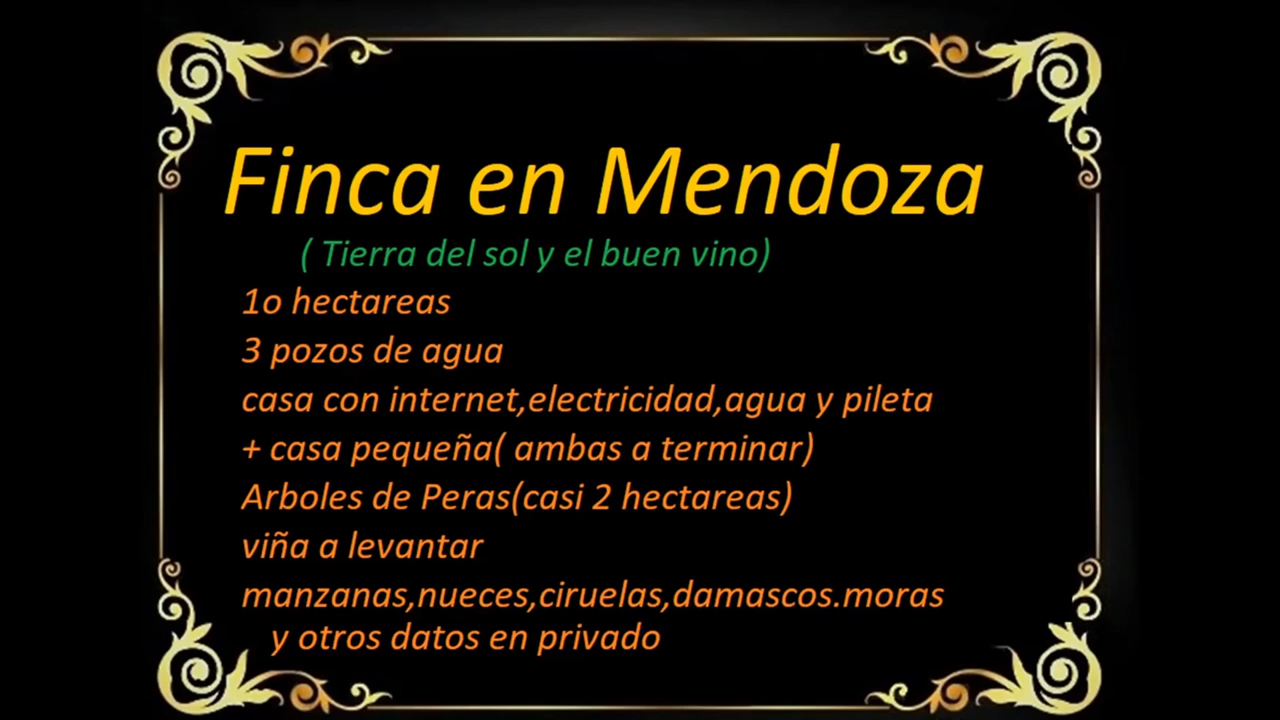 Finca en Mendoza
( Tierra del sol y el buen vino)
1o hectareas
3 pozos de agua
casa con internet,electricidad,agua y pileta
+ casa pequeña( ambas a terminar)
Arboles de Peras(casi 2 hectareas)
viña a levantar
manzanas,nueces,ciruelas,damascos.moras
y otros datos en privado